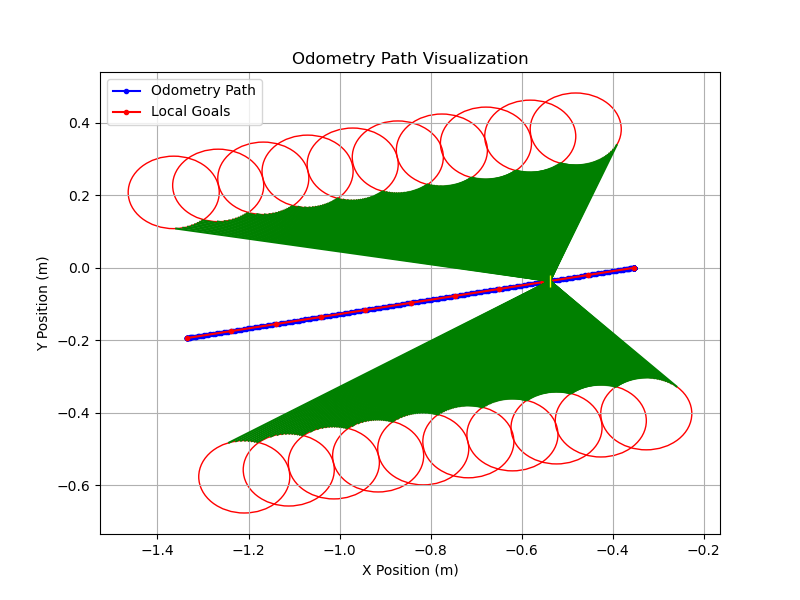 Odometry Path Visualization
Odometry Path
Local Goals
Y Position (m)
0.4
0.2
0.0
−0.2
−0.4
−0.6
−1.4 −1.2 −1.0 −0.8 −0.6 −0.4 −0.2
X Position (m)